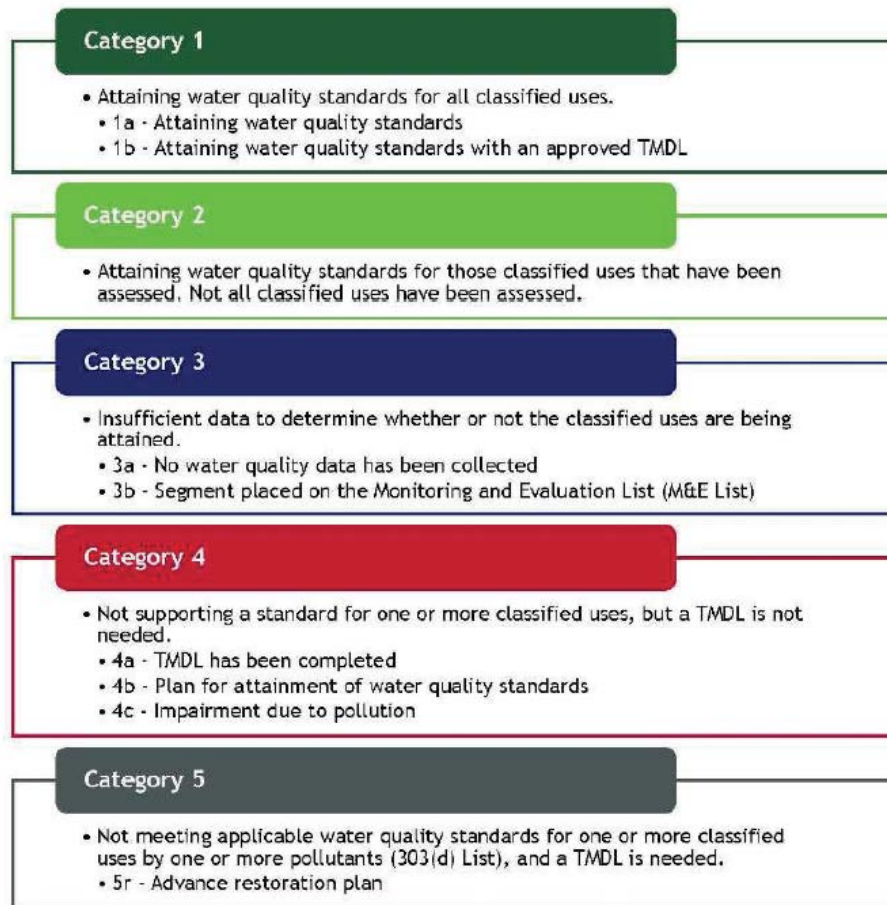 Category 1
• Attaining water quality standards for all classified uses.
• 1a - Attaining water quality standards
• 1b - Attaining water quality standards with an approved TMDL
Category 2
• Attaining water quality standards for those classified uses that have been
assessed. Not all classified uses have been assessed.
Category 3
• Insufficient data to determine whether or not the classified uses are being
attained.
• 3a - No water quality data has been collected
• 3b - Segment placed on the Monitoring and Evaluation List (M&E List)
Category 4
• Not supporting a standard for one or more classified uses, but a TMDL is not
needed.
• 4a - TMDL has been completed
• 4b - Plan for attainment of water quality standards
• 4c - Impairment due to pollution
Category 5
• Not meeting applicable water quality standards for one or more classified
uses by one or more pollutants (303(d) List), and a TMDL is needed.
• 5r - Advance restoration plan